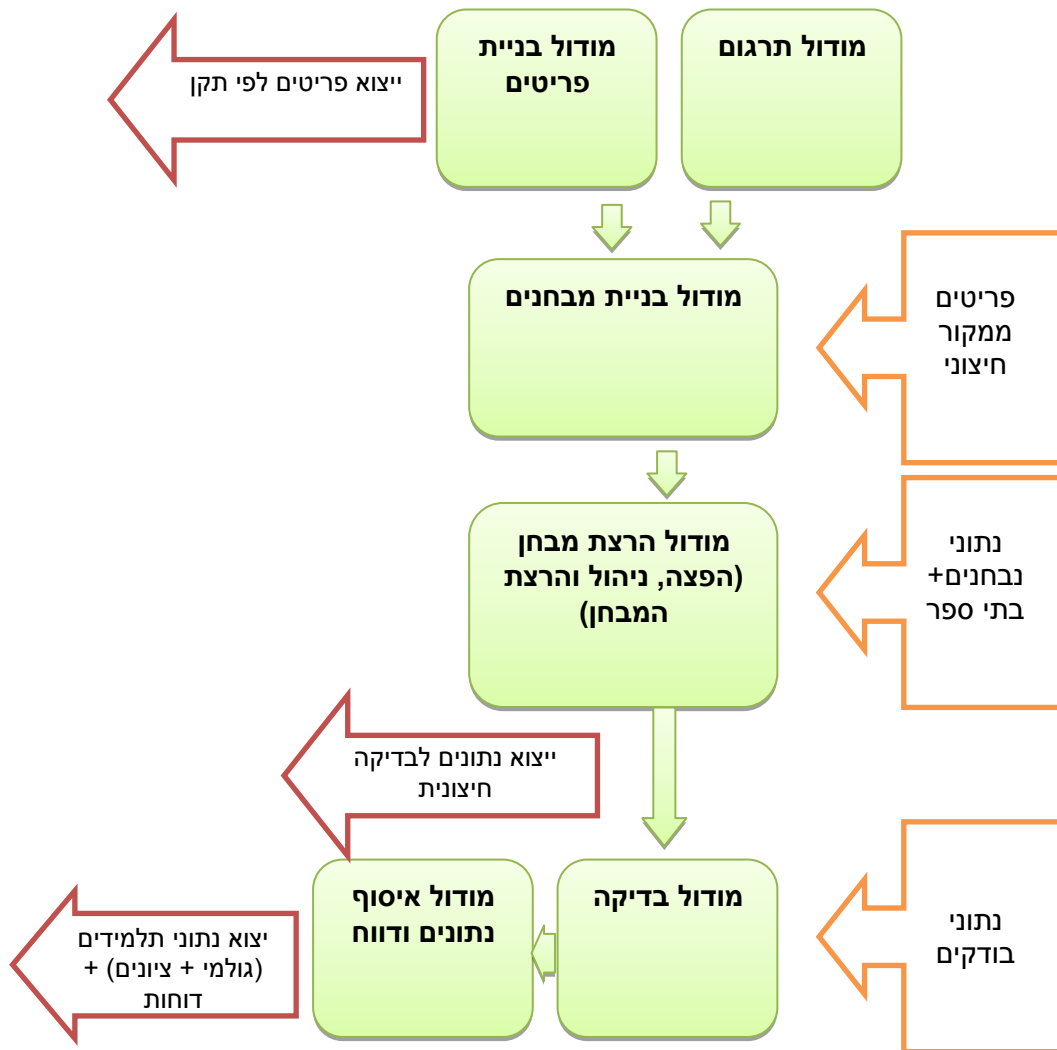 מודול תרגום
מודול בניית
פריטים
ייצוא פריטים לפי תקן
מודול בניית מבחנים
פריטים
ממקור
חיצוני
מודול הרצת מבחן
(הפצה, ניהול והרצת
המבחן)
נתוני
נבחנים+
בתי ספר
ייצוא נתונים לבדיקה
חיצונית
נתוני
בודקים
מודול בדיקה
מודול איסוף
נתונים ודווח
יצוא נתוני תלמידים
(גולמי + ציונים) +
דוחות